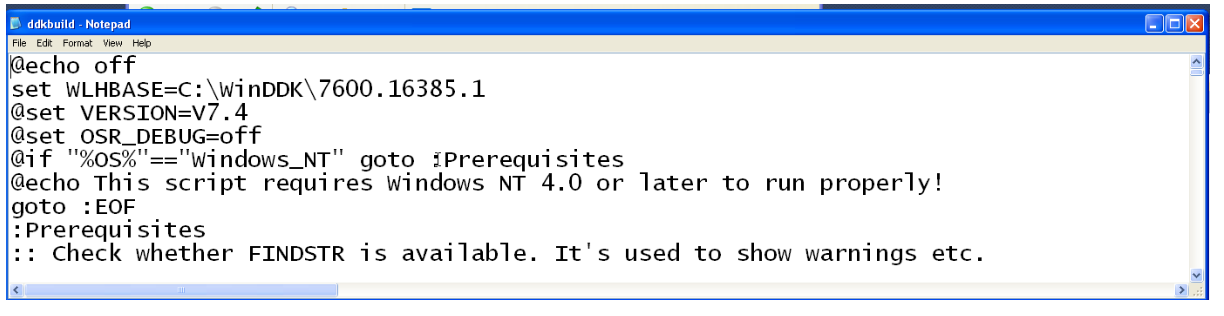 ddkbuild - Notepad
File Edit Format View Help
@echo off
set WLHBASE=C:\WinDDK\7600.16385.1
@set VERSION=V7.4
@set OSR_DEBUG=off
@if "%OS%"=="Windows_NT" goto :Prerequisites
@echo This script requires Windows NT 4.0 or later to run properly!
goto :EOF
:Prerequisites
:: Check whether FINDSTR is available. It's used to show warnings etc.